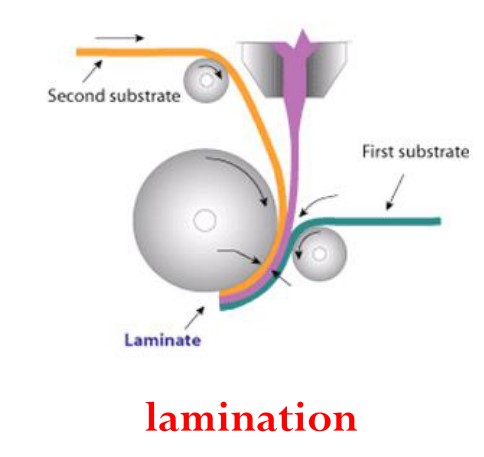 Second substrate
First substrate
Laminate
lamination